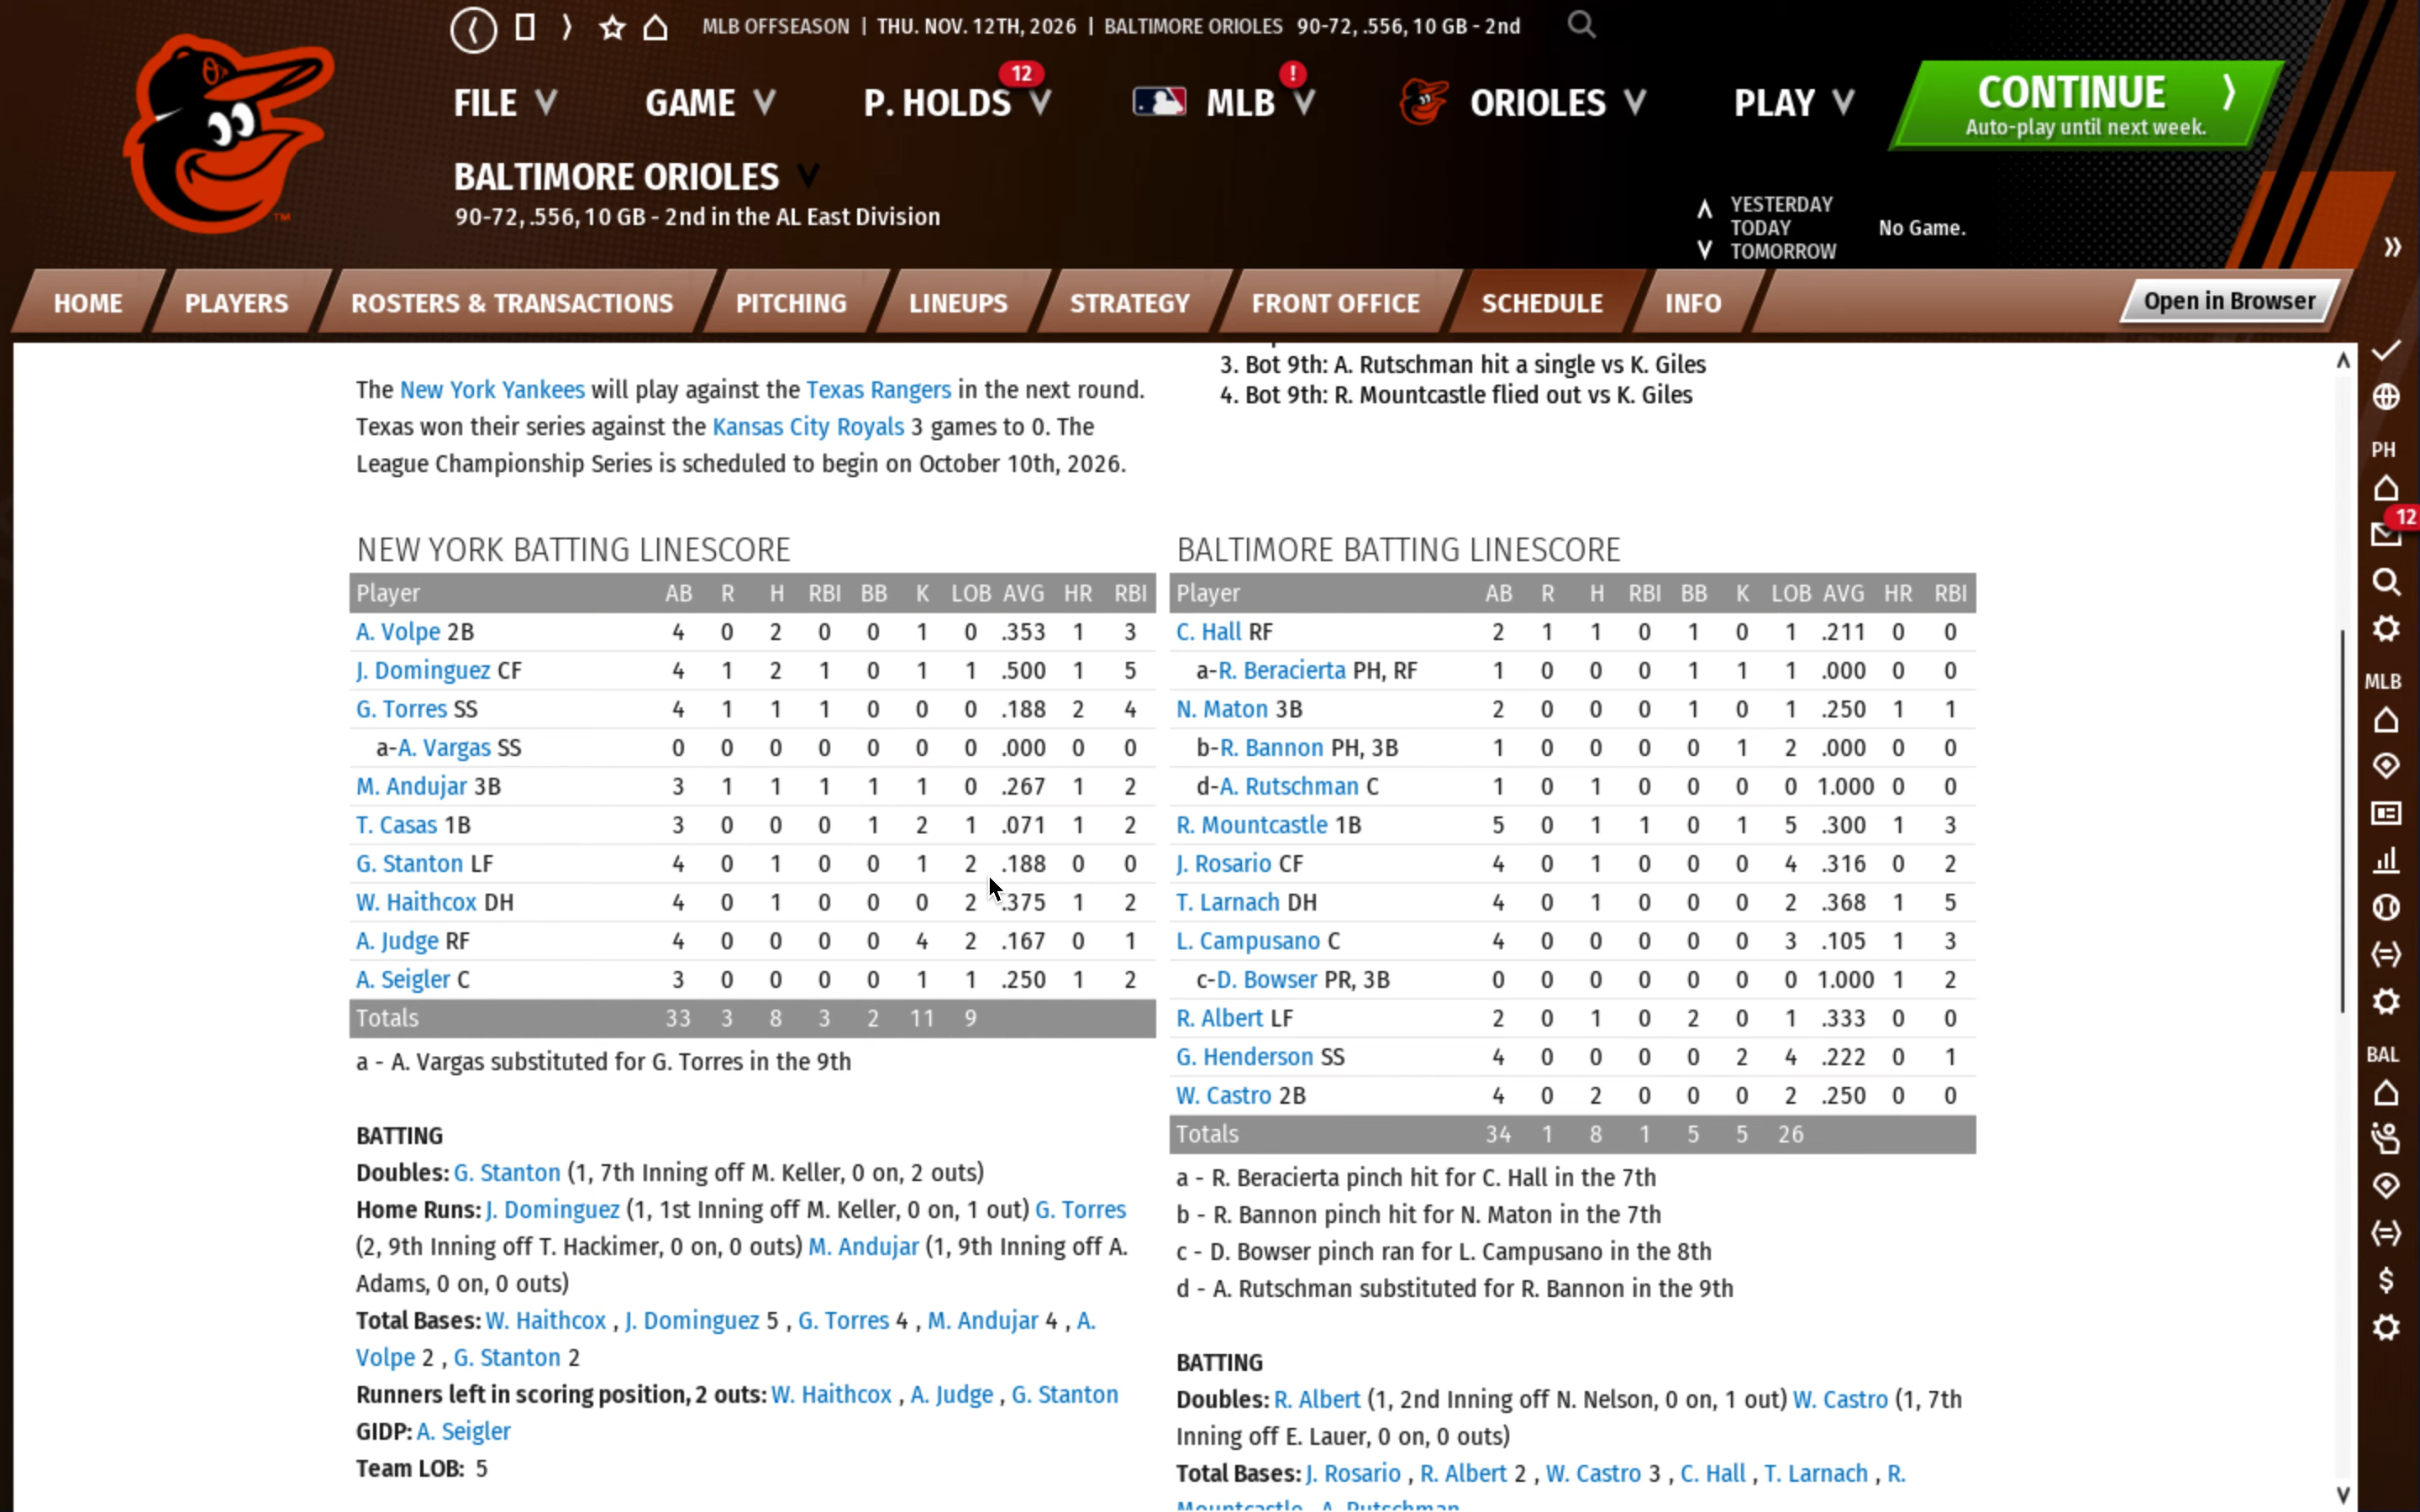 MLB OFFSEASON | THU. NOV. 12TH, 2026 | BALTIMORE ORIOLES 90-72, .556, 10 GB - 2nd
FILE GAME P. HOLDS 12 MLB ! ORIOLES PLAY CONTINUE
Auto-play until next week.
BALTIMORE ORIOLES
90-72, .556, 10 GB - 2nd in the AL East Division
YESTERDAY
TODAY No Game.
TOMORROW
HOME PLAYERS ROSTERS & TRANSACTIONS PITCHING LINEUPS STRATEGY FRONT OFFICE SCHEDULE INFO Open in Browser
The New York Yankees will play against the Texas Rangers in the next round.
Texas won their series against the Kansas City Royals 3 games to 0. The
League Championship Series is scheduled to begin on October 10th, 2026.
3. Bot 9th: A. Rutschman hit a single vs K. Giles
4. Bot 9th: R. Mountcastle flied out vs K. Giles
NEW YORK BATTING LINESCORE
Player AB R H RBI BB K LOB AVG HR RBI
A. Volpe 2B 4 0 2 0 0 1 0 .353 1 3
J. Dominguez CF 4 1 2 1 0 1 1 .500 1 5
G. Torres SS 4 1 1 1 0 0 0 .188 2 4
a-A. Vargas SS 0 0 0 0 0 0 0 .000 0 0
M. Andujar 3B 3 1 1 1 1 1 0 .267 1 2
T. Casas 1B 3 0 0 0 1 2 1 .071 1 2
G. Stanton LF 4 0 1 0 0 1 2 .188 0 0
W. Haithcox DH 4 0 1 0 0 0 2 .375 1 2
A. Judge RF 4 0 0 0 0 4 2 .167 0 1
A. Seigler C 3 0 0 0 0 1 1 .250 1 2
Totals 33 3 8 3 2 11 9
a - A. Vargas substituted for G. Torres in the 9th
BATTING
Doubles: G. Stanton (1, 7th Inning off M. Keller, 0 on, 2 outs)
Home Runs: J. Dominguez (1, 1st Inning off M. Keller, 0 on, 1 out) G. Torres
(2, 9th Inning off T. Hackimer, 0 on, 0 outs) M. Andujar (1, 9th Inning off A.
Adams, 0 on, 0 outs)
Total Bases: W. Haithcox , J. Dominguez 5 , G. Torres 4 , M. Andujar 4 , A.
Volpe 2 , G. Stanton 2
Runners left in scoring position, 2 outs: W. Haithcox , A. Judge , G. Stanton
GIDP: A. Seigler
Team LOB: 5
BALTIMORE BATTING LINESCORE
Player AB R H RBI BB K LOB AVG HR RBI
C. Hall RF 2 1 1 0 1 0 1 .211 0 0
a-R. Beracierta PH, RF 1 0 0 0 1 1 1 .000 0 0
N. Maton 3B 2 0 0 0 1 0 1 .250 1 1
b-R. Bannon PH, 3B 1 0 0 0 0 1 2 .000 0 0
d-A. Rutschman C 1 0 1 0 0 0 0 1.000 0 0
R. Mountcastle 1B 5 0 1 1 0 1 5 .300 1 3
J. Rosario CF 4 0 1 0 0 0 4 .316 0 2
T. Larnach DH 4 0 1 0 0 0 2 .368 1 5
L. Campusano C 4 0 0 0 0 0 3 .105 1 3
c-D. Bowser PR, 3B 0 0 0 0 0 0 0 1.000 1 2
R. Albert LF 2 0 1 0 2 0 1 .333 0 0
G. Henderson SS 4 0 0 0 0 2 4 .222 0 1
W. Castro 2B 4 0 2 0 0 0 2 .250 0 0
Totals 34 1 8 1 5 5 26
a - R. Beracierta pinch hit for C. Hall in the 7th
b - R. Bannon pinch hit for N. Maton in the 7th
c - D. Bowser pinch ran for L. Campusano in the 8th
d - A. Rutschman substituted for R. Bannon in the 9th
BATTING
Doubles: R. Albert (1, 2nd Inning off N. Nelson, 0 on, 1 out) W. Castro (1, 7th
Inning off E. Lauer, 0 on, 0 outs)
Total Bases: J. Rosario , R. Albert 2 , W. Castro 3 , C. Hall , T. Larnach , R.
Mountcastle , A. Rutschman
PH
12
MLB
BAL